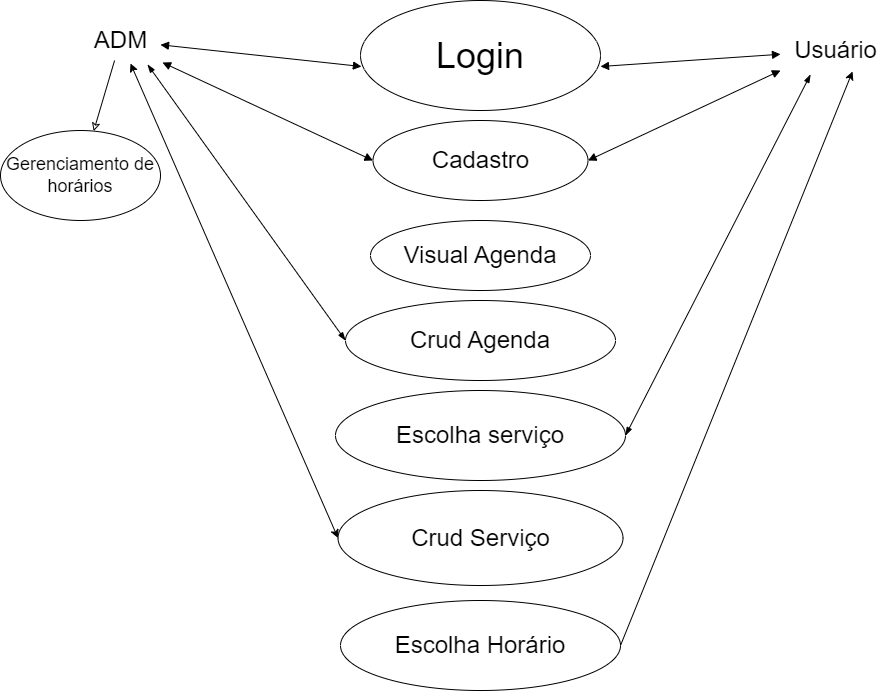 ADM
Login
Usuário
Cadastro
Gerenciamento de
horários
Visual Agenda
Crud Agenda
Escolha serviço
Crud Serviço
Escolha Horário